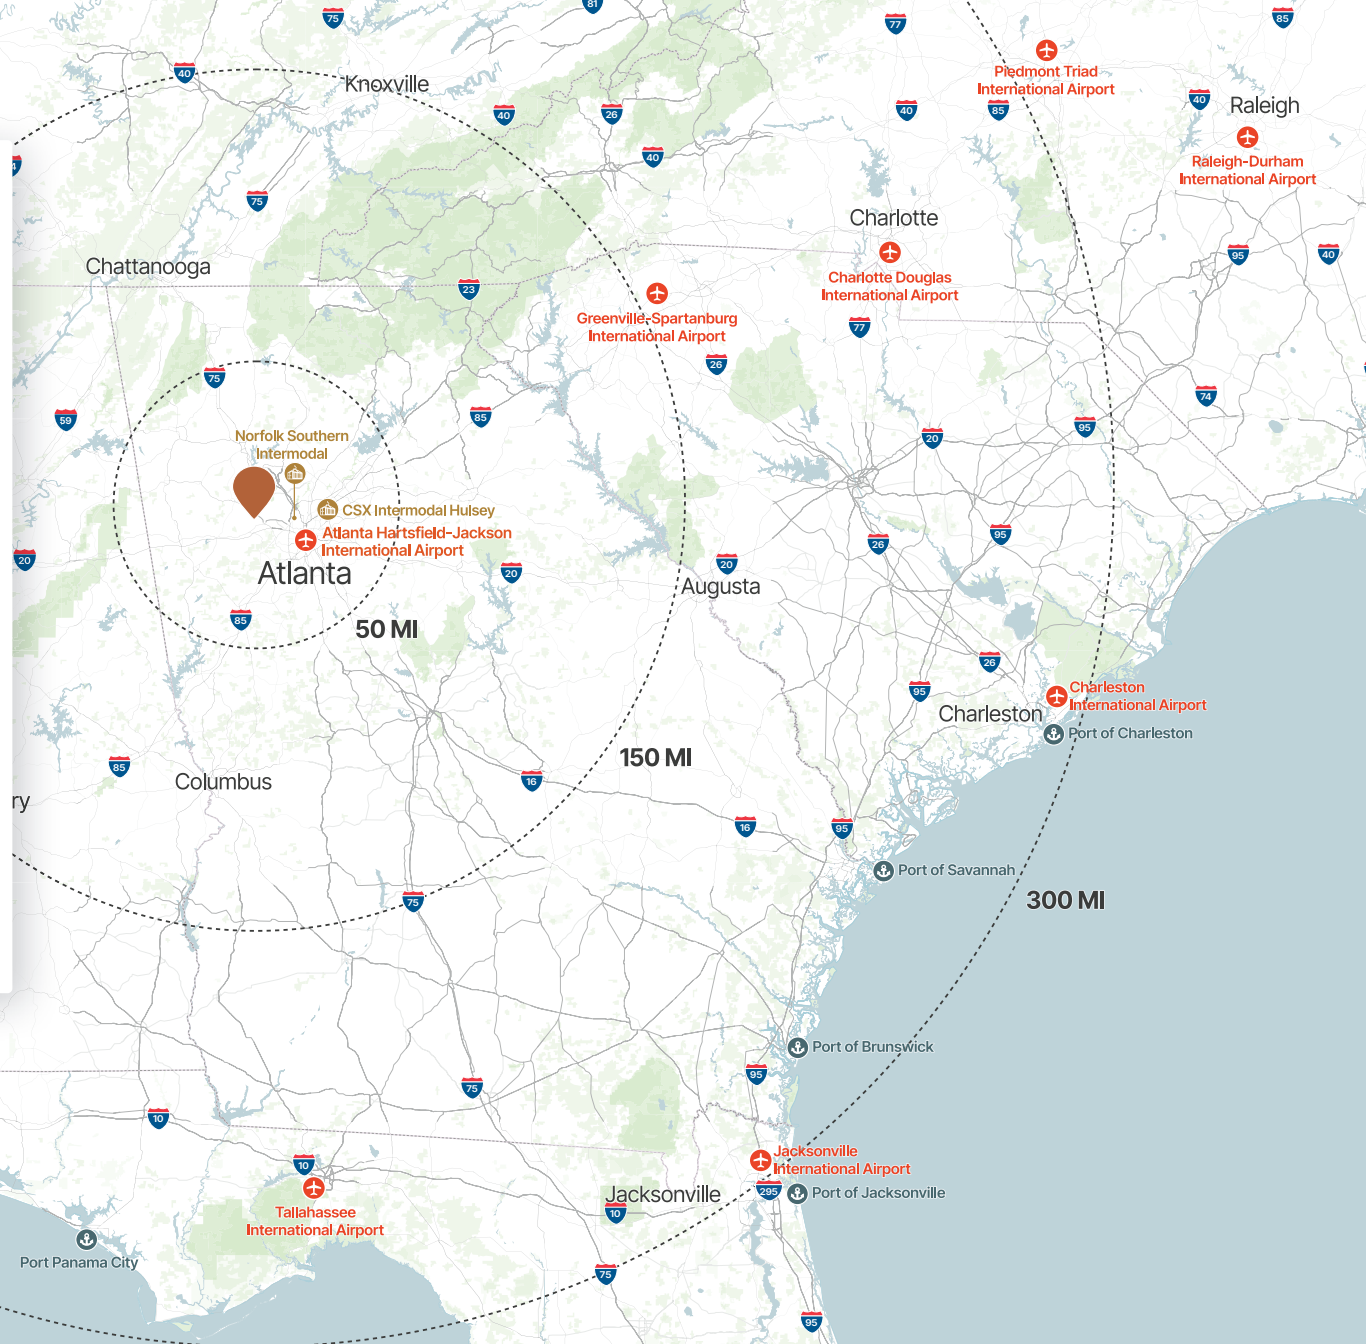 81
75
77
85
Piedmont Triad
International Airport
40
Knoxville
40
26
40
85
40
Raleigh
Raleigh-Durham
International Airport
40
75
Charlotte
Charlotte Douglas
International Airport
95
40
Chattanooga
23
Greenville-Spartanburg
International Airport
77
26
75
59
85
74
95
20
Norfolk Southern
Intermodal
CSX Intermodal Hulsey
Atlanta Hartsfield-Jackson
International Airport
Atlanta
20
20
20
26
95
Augusta
85
50 MI
26
95
Charleston
Charleston
International Airport
Port of Charleston
150 MI
85
Columbus
16
ry
16
95
Port of Savannah
300 MI
75
Port of Brunswick
95
75
10
10
Jacksonville
International Airport
295
Port of Jacksonville
Jacksonville
10
Tallahassee
International Airport
Port Panama City
75
95